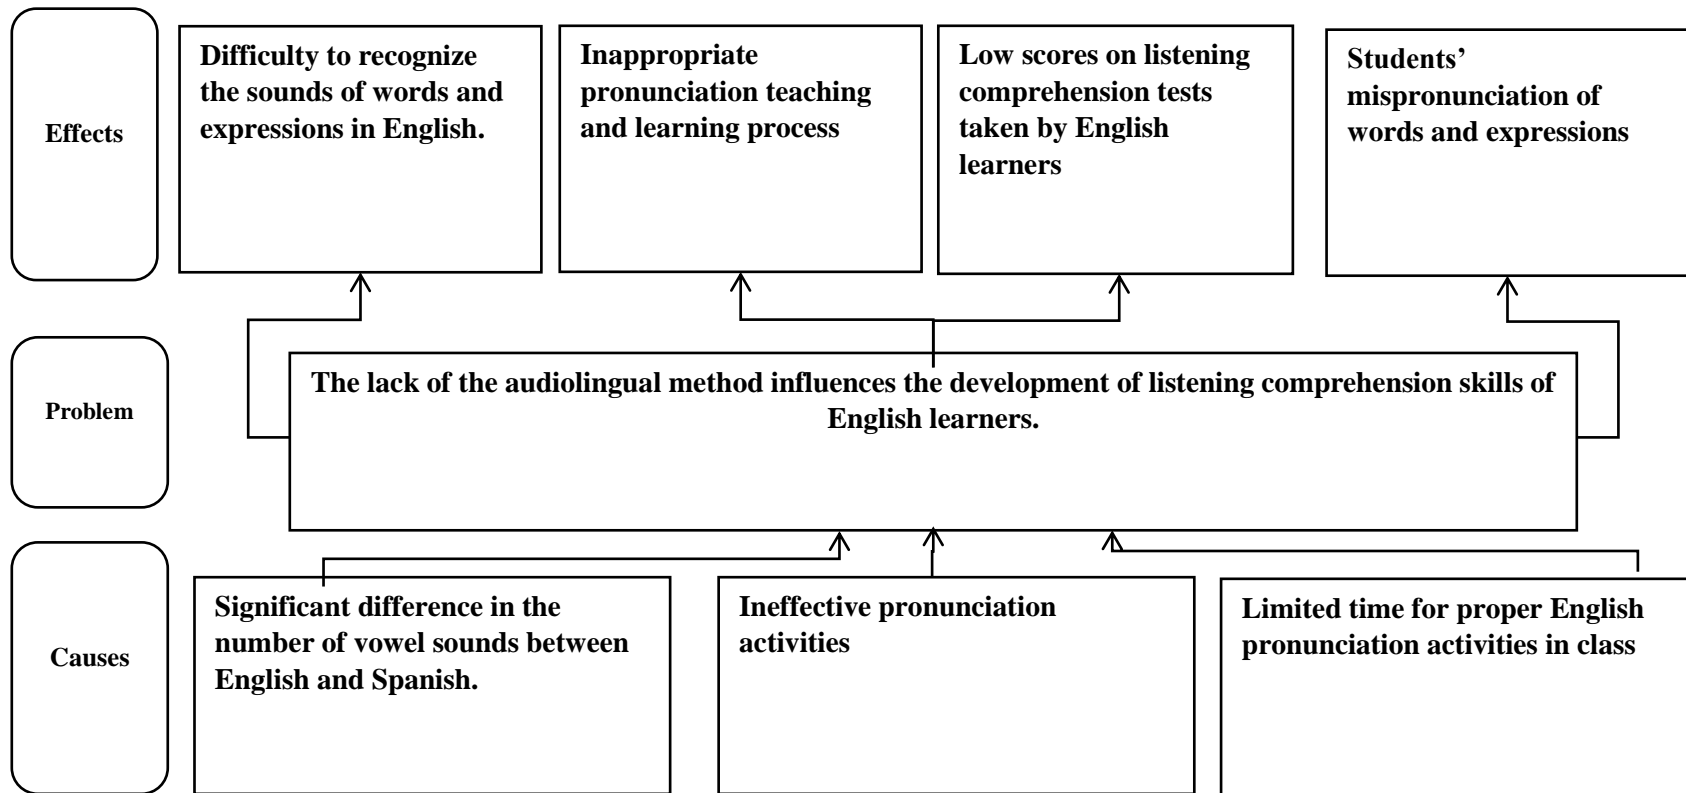 Effects
Difficulty to recognize
the sounds of words and
expressions in English.
Inappropriate
pronunciation teaching
and learning process
Low scores on listening
comprehension tests
taken by English
learners
Students’
mispronunciation of
words and expressions
Problem
The lack of the audiolingual method influences the development of listening comprehension skills of
English learners.
Causes
Significant difference in the
number of vowel sounds between
English and Spanish.
Ineffective pronunciation
activities
Limited time for proper English
pronunciation activities in class